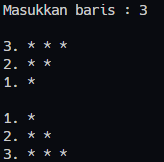 Masukkan baris : 3
3. * * *
2. * *
1. *
1. *
2. * *
3. * * *